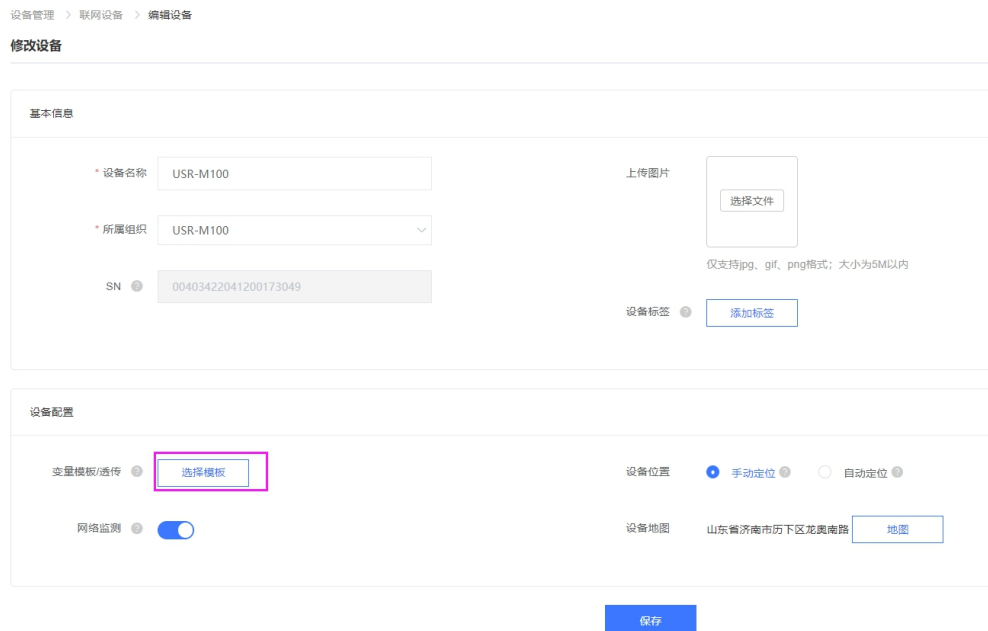 设备管理 > 联网设备 > 编辑设备
修改设备
基本信息
* 设备名称 USR-M100
* 所属组织 USR-M100
SN ? 00403422041200173049
上传图片 选择文件
仅支持jpg、gif、png格式；大小为5M以内
设备标签 ? 添加标签
设备配置
变量模板/透传 ? 选择模板
网络监测 ?
设备位置 手动定位 ? 自动定位 ?
设备地图 山东省济南市历下区龙奥南路 地图
保存